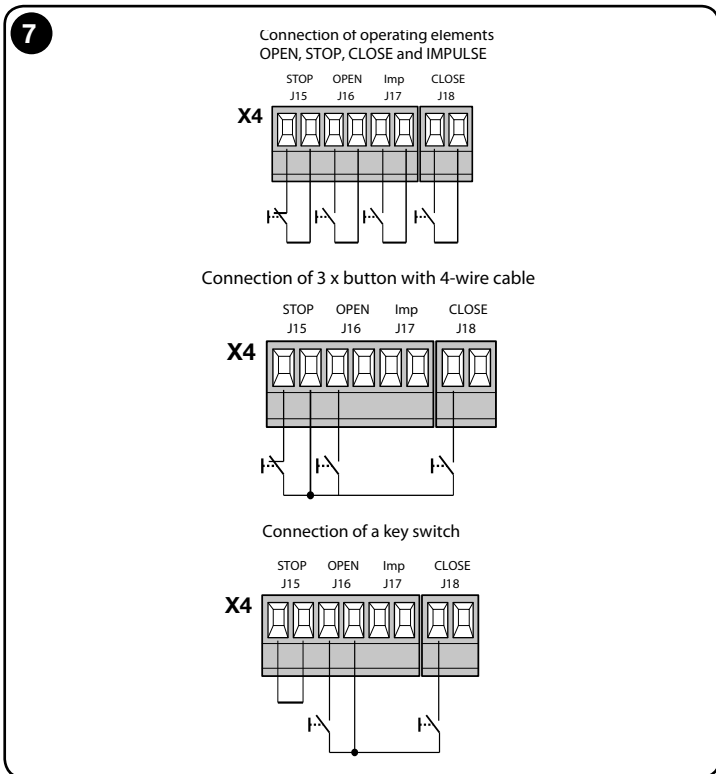 7
Connection of operating elements
OPEN, STOP, CLOSE and IMPULSE
STOP OPEN Imp CLOSE
J15 J16 J17 J18
X4
Connection of 3 x button with 4-wire cable
STOP OPEN Imp CLOSE
J15 J16 J17 J18
X4
Connection of a key switch
STOP OPEN Imp CLOSE
J15 J16 J17 J18
X4